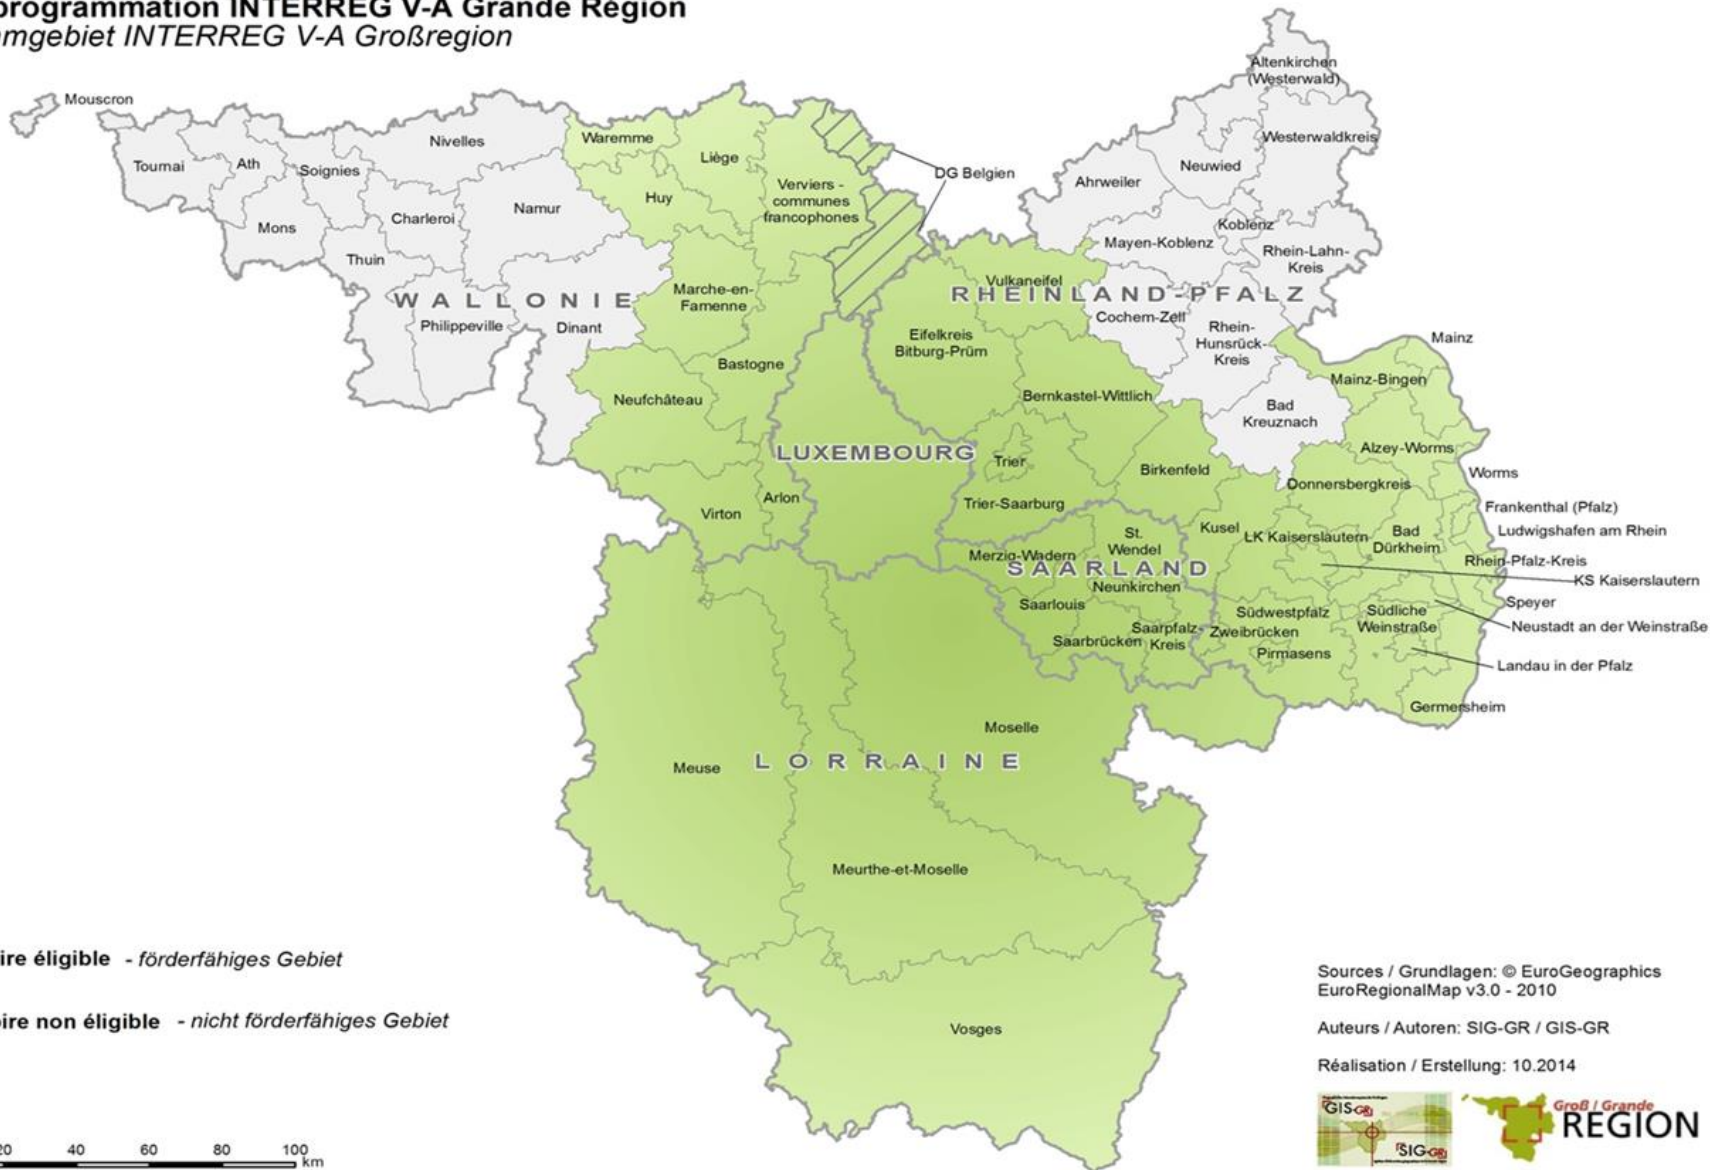 programmation INTERREG V-A Grande Région
amgebiet INTERREG V-A Großregion
Altenkirchen
(Westerwald)
Mouscron
Nivelles
Waremme
Westerwaldkreis
Tournai
Ath
Soignies
Liège
DG Belgien
Neuwied
Ahrweiler
Verviers -
communes
francophones
Huy
Namur
Charleroi
Mons
Koblenz
Mayen-Koblenz
Rhein-Lahn-
Kreis
Thuin
Vulkaneifel
Marche-en-
Famenne
WALLONIE
RHEINLAND-PFALZ
Cochem-Zell
Philippeville
Dinant
Rhein-
Hunsrück-
Kreis
Eifelkreis
Bitburg-Prüm
Mainz
Bastogne
Mainz-Bingen
Neufchâteau
Bernkastel-Wittlich
Bad
Kreuznach
LUXEMBOURG
Alzey-Worms
Trier
Birkenfeld
Worms
Donnersbergkreis
Arlon
Trier-Saarburg
Virton
Frankenthal (Pfalz)
Kusel
LK Kaiserslautern
Bad
Dürkheim
Ludwigshafen am Rhein
St.
Wendel
Merzig-Wadern
SAARLAND
Rhein-Pfalz-Kreis
KS Kaiserslautern
Neunkirchen
Saarlouis
Speyer
Südwestpfalz
Südliche
Weinstraße
Neustadt an der Weinstraße
Saarbrücken
Saarpfalz-
Kreis
Zweibrücken
Pirmasens
Landau in der Pfalz
Germersheim
Moselle
Meuse
LORRAINE
Meurthe-et-Moselle
Vosges
ire éligible - förderfähiges Gebiet
ire non éligible - nicht förderfähiges Gebiet
20 40 60 80 100
km
Sources / Grundlagen: © EuroGeographics
EuroRegionalMap v3.0 - 2010
Auteurs / Autoren: SIG-GR / GIS-GR
Réalisation / Erstellung: 10.2014
GIS-GR
SIG-GR
Groß / Grande
REGION